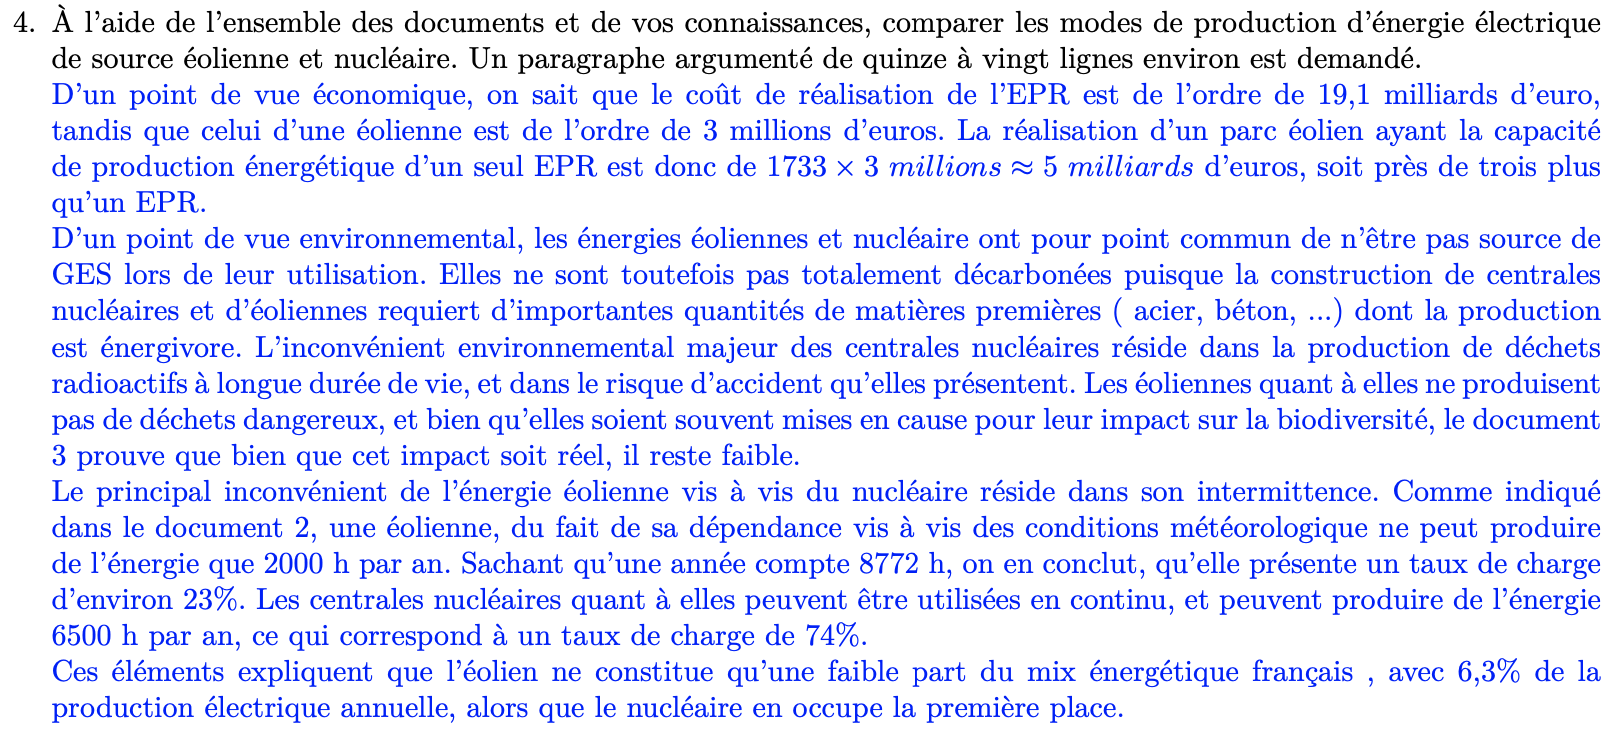 4. À l'aide de l'ensemble des documents et de vos connaissances, comparer les modes de production d'énergie électrique
de source éolienne et nucléaire. Un paragraphe argumenté de quinze à vingt lignes environ est demandé.
D'un point de vue économique, on sait que le coût de réalisation de l'EPR est de l'ordre de 19,1 milliards d'euro,
tandis que celui d'une éolienne est de l'ordre de 3 millions d'euros. La réalisation d'un parc éolien ayant la capacité
de production énergétique d'un seul EPR est donc de 1733 × 3 millions ≈ 5 milliards d'euros, soit près de trois plus
qu'un EPR.
D'un point de vue environnemental, les énergies éoliennes et nucléaire ont pour point commun de n'être pas source de
GES lors de leur utilisation. Elles ne sont toutefois pas totalement décarbonées puisque la construction de centrales
nucléaires et d'éoliennes requiert d'importantes quantités de matières premières ( acier, béton, ...) dont la production
est énergivore. L'inconvénient environnemental majeur des centrales nucléaires réside dans la production de déchets
radioactifs à longue durée de vie, et dans le risque d'accident qu'elles présentent. Les éoliennes quant à elles ne produisent
pas de déchets dangereux, et bien qu'elles soient souvent mises en cause pour leur impact sur la biodiversité, le document
3 prouve que bien que cet impact soit réel, il reste faible.
Le principal inconvénient de l'énergie éolienne vis à vis du nucléaire réside dans son intermittence. Comme indiqué
dans le document 2, une éolienne, du fait de sa dépendance vis à vis des conditions météorologique ne peut produire
de l'énergie que 2000 h par an. Sachant qu'une année compte 8772 h, on en conclut, qu'elle présente un taux de charge
d'environ 23%. Les centrales nucléaires quant à elles peuvent être utilisées en continu, et peuvent produire de l'énergie
6500 h par an, ce qui correspond à un taux de charge de 74%.
Ces éléments expliquent que l'éolien ne constitue qu'une faible part du mix énergétique français , avec 6,3% de la
production électrique annuelle, alors que le nucléaire en occupe la première place.